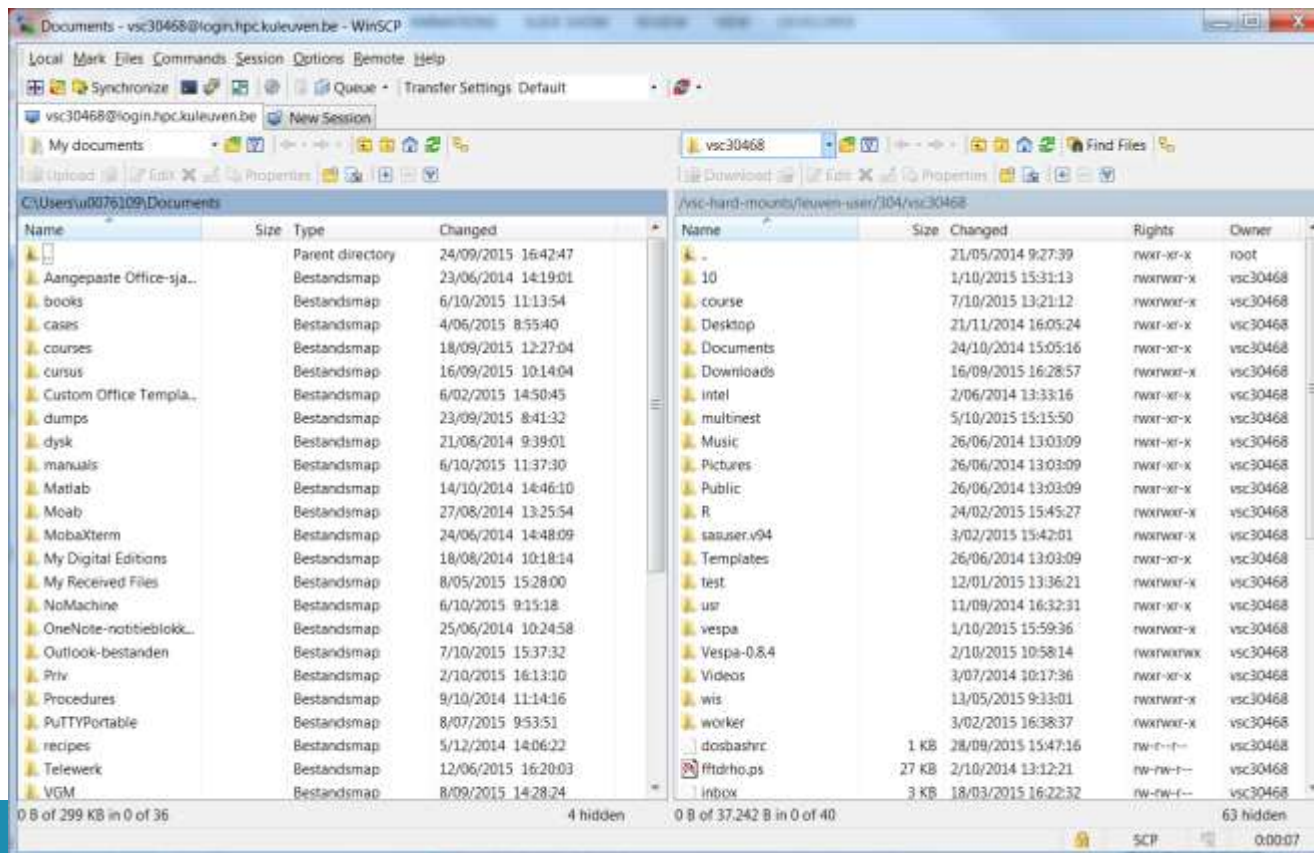 Documents - vsc30468@login.hpc.kuleuven.be - WinSCP
Local Mark Files Commands Session Options Remote Help
Synchronize Queue Transfer Settings Default
vsc30468@login.hpc.kuleuven.be New Session
My documents
Upload Edit Properties
C:\Users\u0076109\Documents
Name Size Type Changed
.. Parent directory 24/09/2015 16:42:47
Aangepaste Office-sja... Bestandsmap 23/06/2014 14:19:01
books Bestandsmap 6/10/2015 11:13:54
cases Bestandsmap 4/06/2015 8:55:40
courses Bestandsmap 18/09/2015 12:27:04
cursus Bestandsmap 16/09/2015 10:14:04
Custom Office Templa... Bestandsmap 6/02/2015 14:50:45
dumps Bestandsmap 23/09/2015 8:41:32
dysk Bestandsmap 21/08/2014 9:39:01
manuals Bestandsmap 6/10/2015 11:37:30
Matlab Bestandsmap 14/10/2014 14:46:10
Moab Bestandsmap 27/08/2014 13:25:54
MobaXterm Bestandsmap 24/06/2014 14:48:09
My Digital Editions Bestandsmap 18/08/2014 10:18:14
My Received Files Bestandsmap 8/05/2015 15:28:00
NoMachine Bestandsmap 6/10/2015 9:15:18
OneNote-notitieblokk... Bestandsmap 25/06/2014 10:24:58
Outlook-bestanden Bestandsmap 7/10/2015 15:37:32
Priv Bestandsmap 2/10/2015 16:13:10
Procedures Bestandsmap 9/10/2014 11:14:16
PuTTYPortable Bestandsmap 8/07/2015 9:53:51
recipes Bestandsmap 5/12/2014 14:06:22
Telewerk Bestandsmap 12/06/2015 16:20:03
VGM Bestandsmap 8/09/2015 14:28:24
0 B of 299 KB in 0 of 36 4 hidden
vsc30468 Find Files
Download Edit Properties
/vsc-hard-mounts/leuven-user/304/vsc30468
Name Size Changed Rights Owner
.. 21/05/2014 9:27:39 rwxr-xr-x root
10 1/10/2015 15:31:13 rwxrwxr-x vsc30468
course 7/10/2015 13:21:12 rwxrwxr-x vsc30468
Desktop 21/11/2014 16:05:24 rwxr-xr-x vsc30468
Documents 24/10/2014 15:05:16 rwxr-xr-x vsc30468
Downloads 16/09/2015 16:28:57 rwxrwxr-x vsc30468
intel 2/06/2014 13:33:16 rwxr-xr-x vsc30468
multinest 5/10/2015 15:15:50 rwxrwxr-x vsc30468
Music 26/06/2014 13:03:09 rwxr-xr-x vsc30468
Pictures 26/06/2014 13:03:09 rwxr-xr-x vsc30468
Public 26/06/2014 13:03:09 rwxr-xr-x vsc30468
R 24/02/2015 15:45:27 rwxrwxr-x vsc30468
sasuser.v94 3/02/2015 15:42:01 rwxrwxr-x vsc30468
Templates 26/06/2014 13:03:09 rwxr-xr-x vsc30468
test 12/01/2015 13:36:21 rwxrwxr-x vsc30468
usr 11/09/2014 16:32:31 rwxr-xr-x vsc30468
vespa 1/10/2015 15:59:36 rwxrwxr-x vsc30468
Vespa-0.8.4 2/10/2015 10:58:14 rwxrwxrwx vsc30468
Videos 3/07/2014 10:17:36 rwxr-xr-x vsc30468
wis 13/05/2015 9:33:01 rwxrwxr-x vsc30468
worker 3/02/2015 16:38:37 rwxrwxr-x vsc30468
dosbashrc 1 KB 28/09/2015 15:47:16 rw-r--r-- vsc30468
fftdrho.ps 27 KB 2/10/2014 13:12:21 rw-rw-r-- vsc30468
inbox 3 KB 18/03/2015 16:22:32 rw-rw-r-- vsc30468
0 B of 37.242 B in 0 of 40 63 hidden
SCP 0:00:07